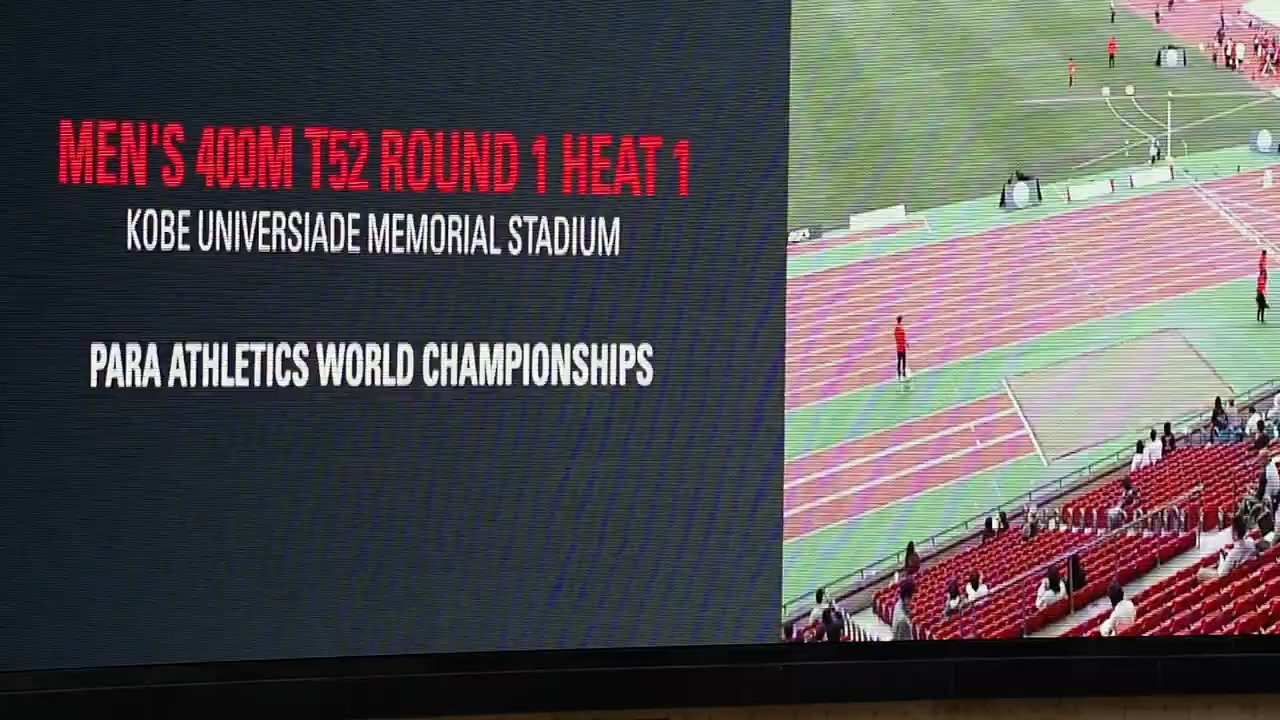 MEN'S 400M T52 ROUND 1 HEAT 1
KOBE UNIVERSIADE MEMORIAL STADIUM
PARA ATHLETICS WORLD CHAMPIONSHIPS